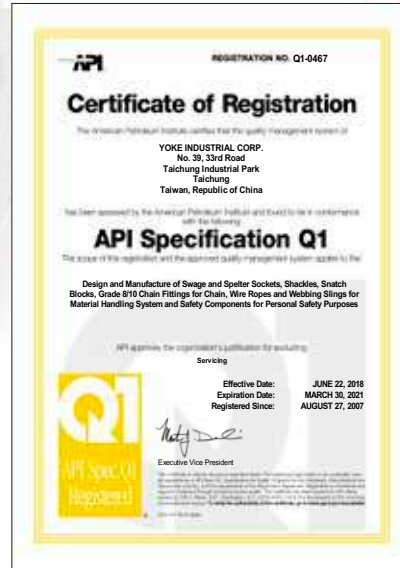 API
REGISTRATION NO. Q1-0467
Certificate of Registration
The American Petroleum Institute certifies that the quality management system of
YOKE INDUSTRIAL CORP.
No. 39, 33rd Road
Taichung Industrial Park
Taichung
Taiwan, Republic of China
has been assessed by the American Petroleum Institute and found to be in conformance
with the following:
API Specification Q1
The scope of this registration and the approved quality management system applies to the
Design and Manufacture of Swage and Spelter Sockets, Shackles, Snatch
Blocks, Grade 8/10 Chain Fittings for Chain, Wire Ropes and Webbing Slings for
Material Handling System and Safety Components for Personal Safety Purposes
API approves the organization's justification for excluding:
Servicing
Effective Date: JUNE 22, 2018
Expiration Date: MARCH 30, 2021
Registered Since: AUGUST 27, 2007
Q1
API Spec Q1
Registered
Executive Vice President